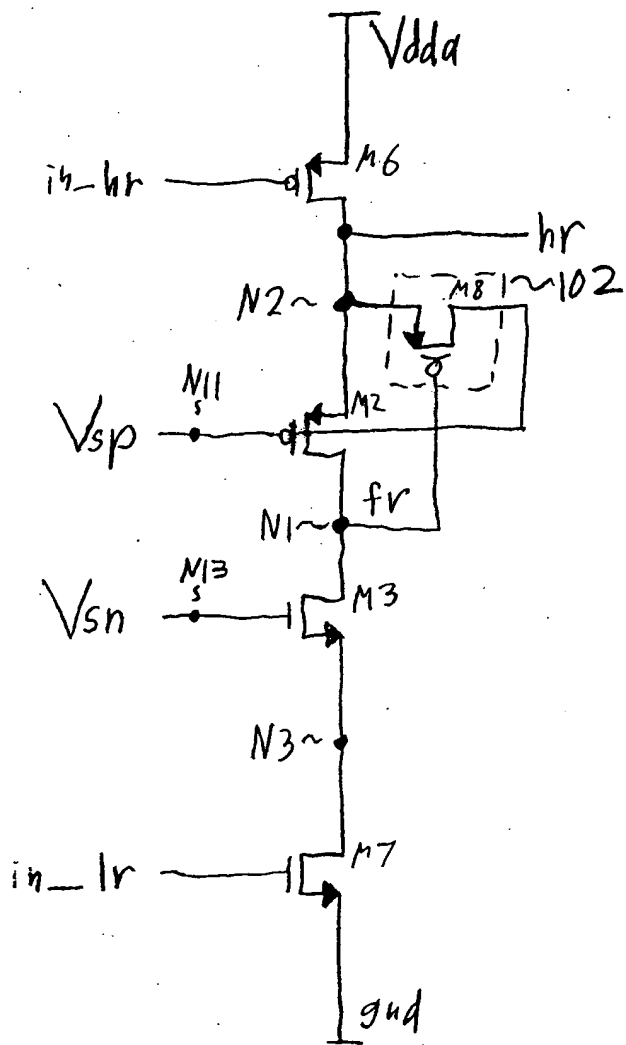 Vdda
M6
in_hr
hr
N2~
M8
~102
N11
M2
Vsp
fr
N1~
N13
M3
Vsn
N3~
M7
in_lr
gnd